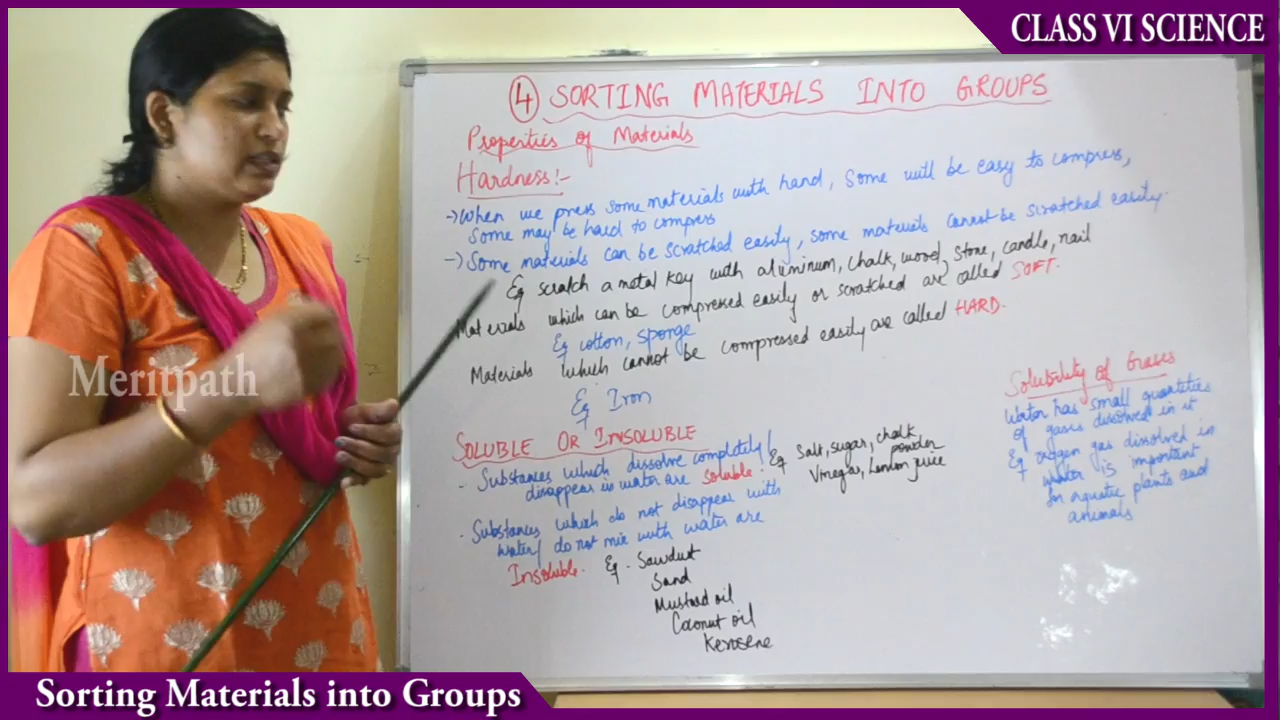 CLASS VI SCIENCE
4 SORTING MATERIALS INTO GROUPS
Properties of Materials
Hardness:-
-> When we press some materials with hand, Some will be easy to compress,
Some may be hard to compress
-> Some materials can be scratched easily, some materials cannot be scratched easily.
Eg scratch a metal key with aluminum, chalk, wood, stone, candle, nail
Materials which can be compressed easily or scratched are called SOFT.
Eg cotton, sponge
Materials which cannot be compressed easily are called HARD.
Eg Iron
SOLUBLE OR INSOLUBLE
- Substances which dissolve completely/
disappear in water are soluble. Eg Salt, sugar, chalk
powder
Vinegar, Lemon juice
- Substances which do not disappear with
water/ do not mix with water are
Insoluble. Eg - Sawdust
Sand
Mustard oil
Coconut oil
Kerosene
Solubility of Gases
Water has small quantities
of gases dissolved in it
Eg oxygen gas dissolved in
water is important
for aquatic plants and
animals
Meritpath
Sorting Materials into Groups